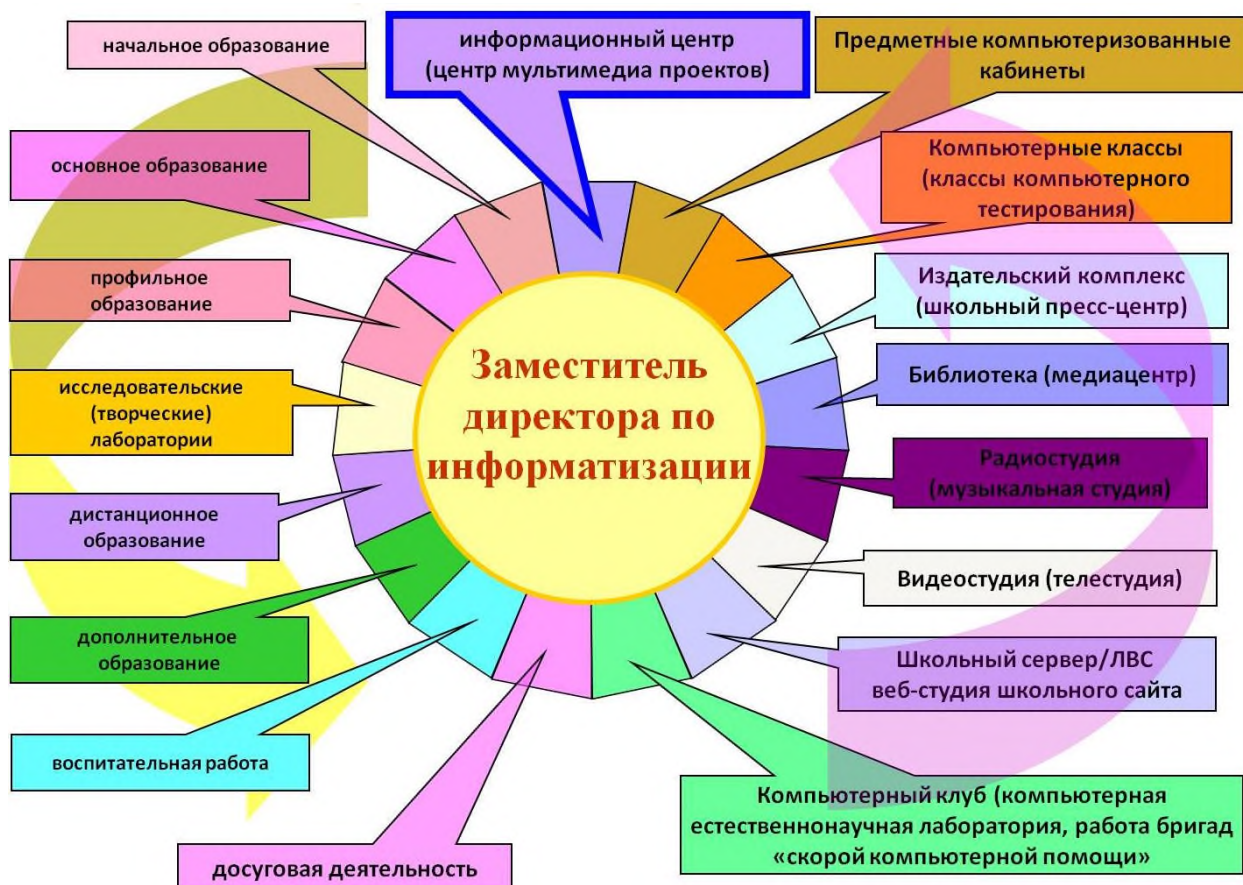 начальное образование
информационный центр
(центр мультимедиа проектов)
Предметные компьютеризованные
кабинеты
основное образование
Компьютерные классы
(классы компьютерного
тестирования)
профильное
образование
Издательский комплекс
(школьный пресс-центр)
Заместитель
директора по
информатизации
исследовательские
(творческие)
лаборатории
Библиотека (медиацентр)
Радиостудия
(музыкальная студия)
дистанционное
образование
Видеостудия (телестудия)
дополнительное
образование
Школьный сервер/ЛВС
веб-студия школьного сайта
воспитательная работа
Компьютерный клуб (компьютерная
естественнонаучная лаборатория, работа бригад
«скорой компьютерной помощи»
досуговая деятельность